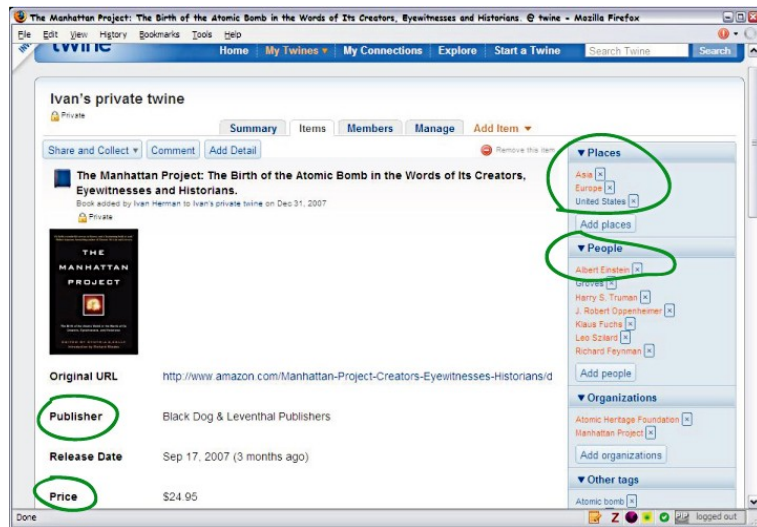 The Manhattan Project: The Birth of the Atomic Bomb in the Words of Its Creators, Eyewitnesses and Historians. @ twine - Mozilla Firefox
File Edit View History Bookmarks Tools Help
twine Home My Twines My Connections Explore Start a Twine Search Twine Search
Ivan's private twine
Private
Summary Items Members Manage Add Item
Share and Collect Comment Add Detail Remove this item
The Manhattan Project: The Birth of the Atomic Bomb in the Words of Its Creators,
Eyewitnesses and Historians.
Book added by Ivan Herman to Ivan's private twine on Dec 31, 2007
Private
THE
MANHATTAN
PROJECT
Original URL http://www.amazon.com/Manhattan-Project-Creators-Eyewitnesses-Historians/d
Publisher Black Dog & Leventhal Publishers
Release Date Sep 17, 2007 (3 months ago)
Price $24.95
Places
Asia
Europe
United States
Add places
People
Albert Einstein
Groves
Harry S. Truman
J. Robert Oppenheimer
Klaus Fuchs
Leo Szilard
Richard Feynman
Add people
Organizations
Atomic Heritage Foundation
Manhattan Project
Add organizations
Other tags
Atomic bomb
Done logged out